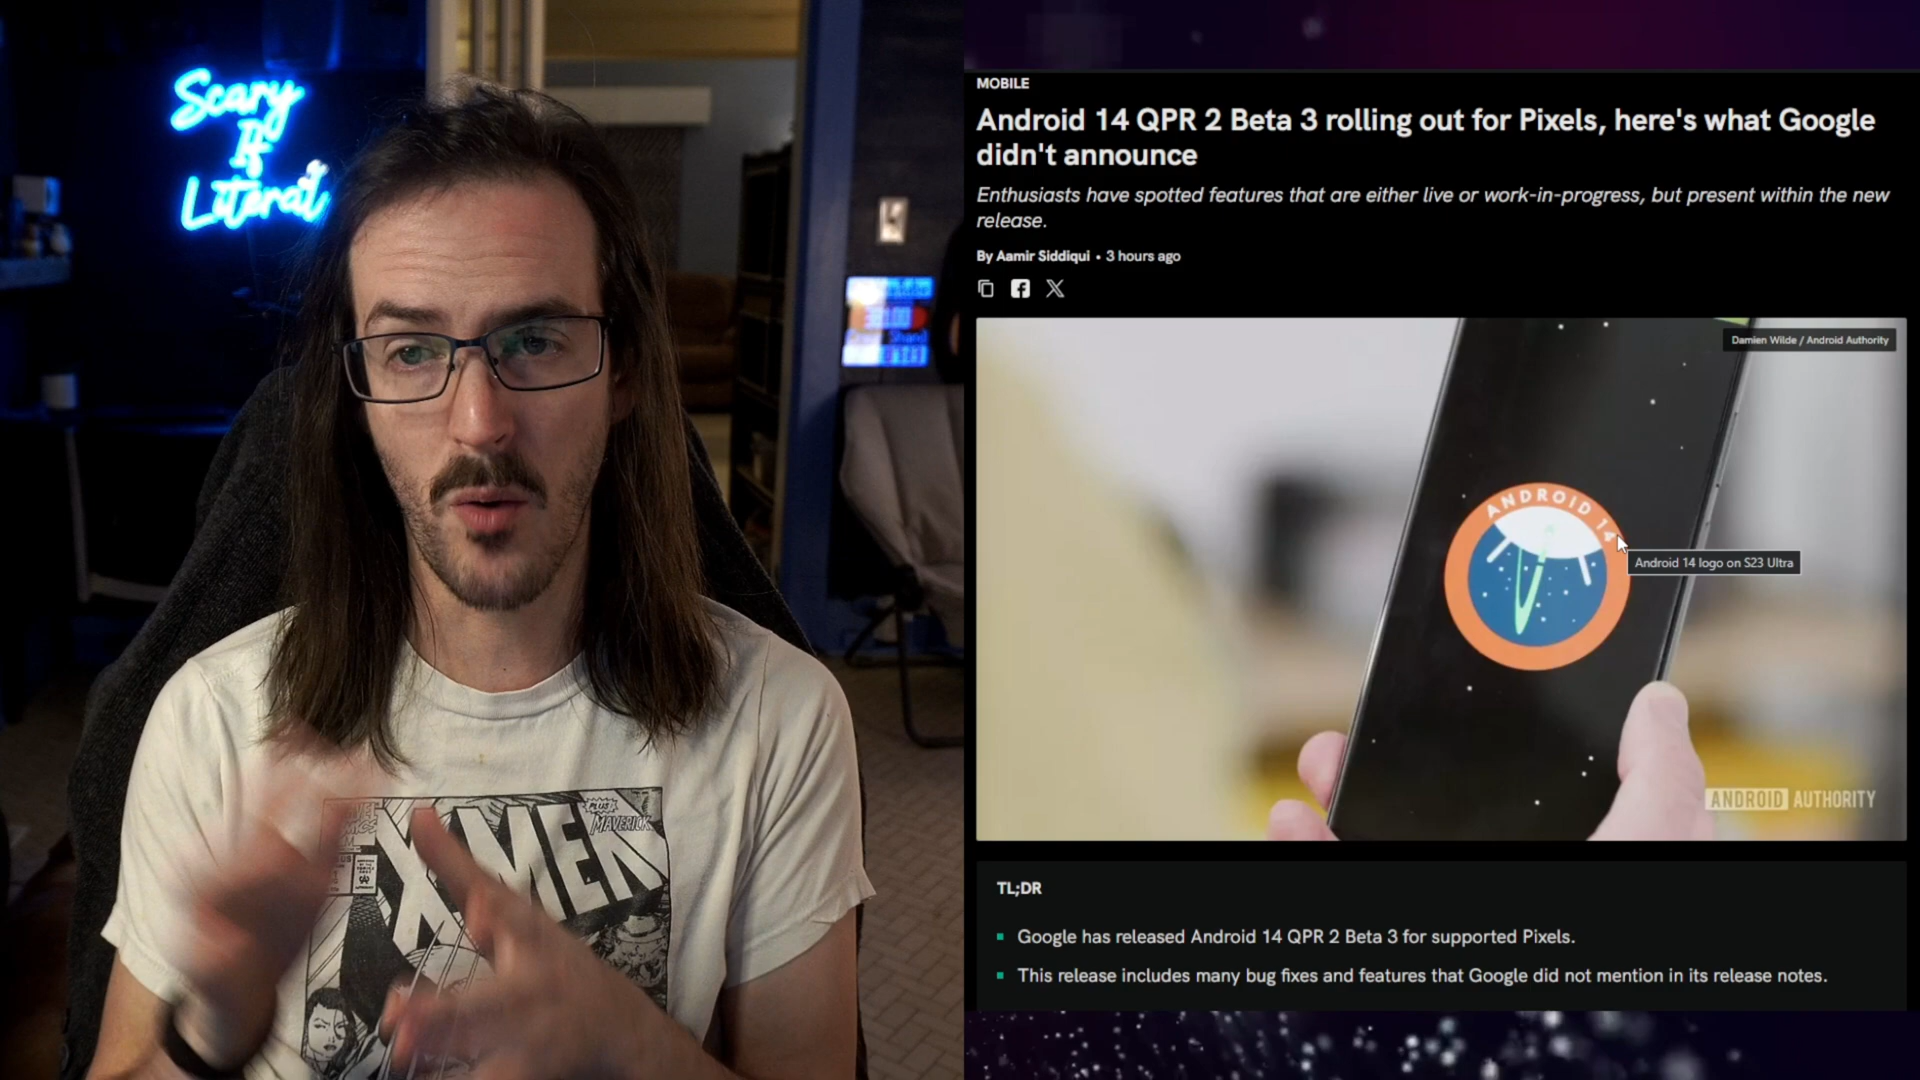 Scary
If
Literal
PLUS!
MAVERICK
X-MEN
MOBILE
Android 14 QPR 2 Beta 3 rolling out for Pixels, here's what Google
didn't announce
Enthusiasts have spotted features that are either live or work-in-progress, but present within the new
release.
By Aamir Siddiqui • 3 hours ago
Damien Wilde / Android Authority
ANDROID 14
Android 14 logo on S23 Ultra
ANDROID AUTHORITY
TL;DR
Google has released Android 14 QPR 2 Beta 3 for supported Pixels.
This release includes many bug fixes and features that Google did not mention in its release notes.